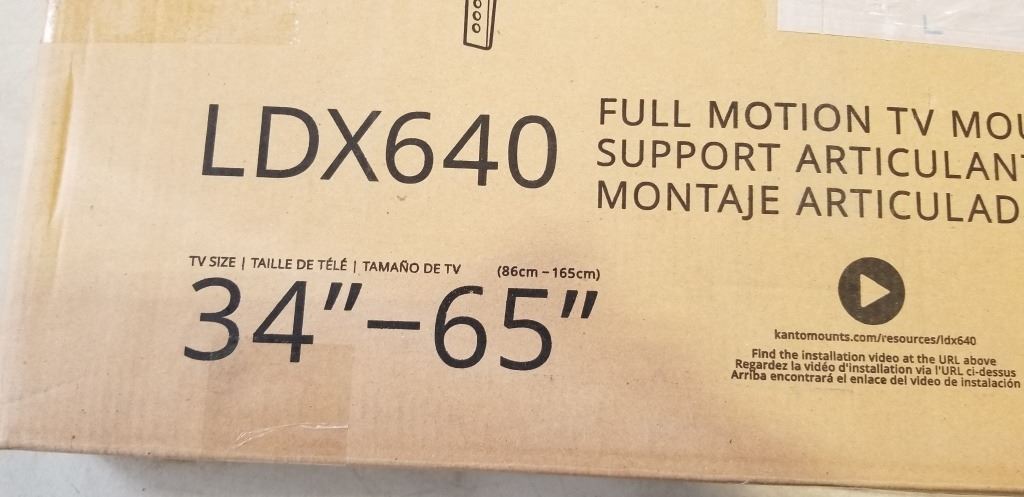 LDX640
FULL MOTION TV
SUPPORT ARTICULANT
MONTAJE
TV SIZE | TAILLE DE TÉLÉ | TAMAÑO DE TV (86cm – 165cm)
34”–65”
kantomounts.com/resources/ldx640
Find the installation video at the URL above
Regardez la vidéo d'installation via l'URL ci-dessus
Arriba encontrará el enlace del video de instalación